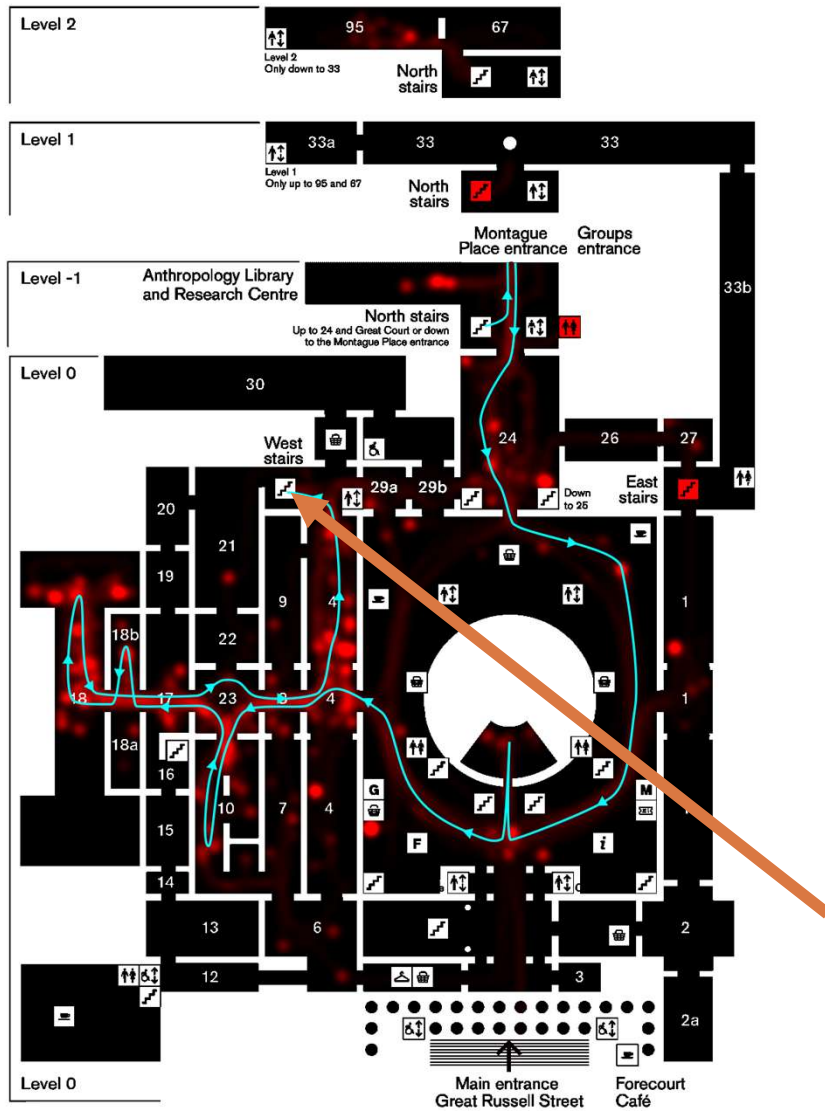 Level 2
95
67
Level 2
Only down to 33
North
stairs
Level 1
33a
33
33
Level 1
Only up to 95 and 67
North
stairs
Montague
Place entrance
Groups
entrance
Level -1
Anthropology Library
and Research Centre
33b
North stairs
Up to 24 and Great Court or down
to the Montague Place entrance
Level 0
30
24
26
27
West
stairs
29a
29b
Down
to 25
East
stairs
20
21
19
9
4
1
18b
22
18
17
23
8
4
1
18a
16
10
7
4
G
M
15
F
i
14
13
6
2
12
3
2a
Level 0
Main entrance
Great Russell Street
Forecourt
Café